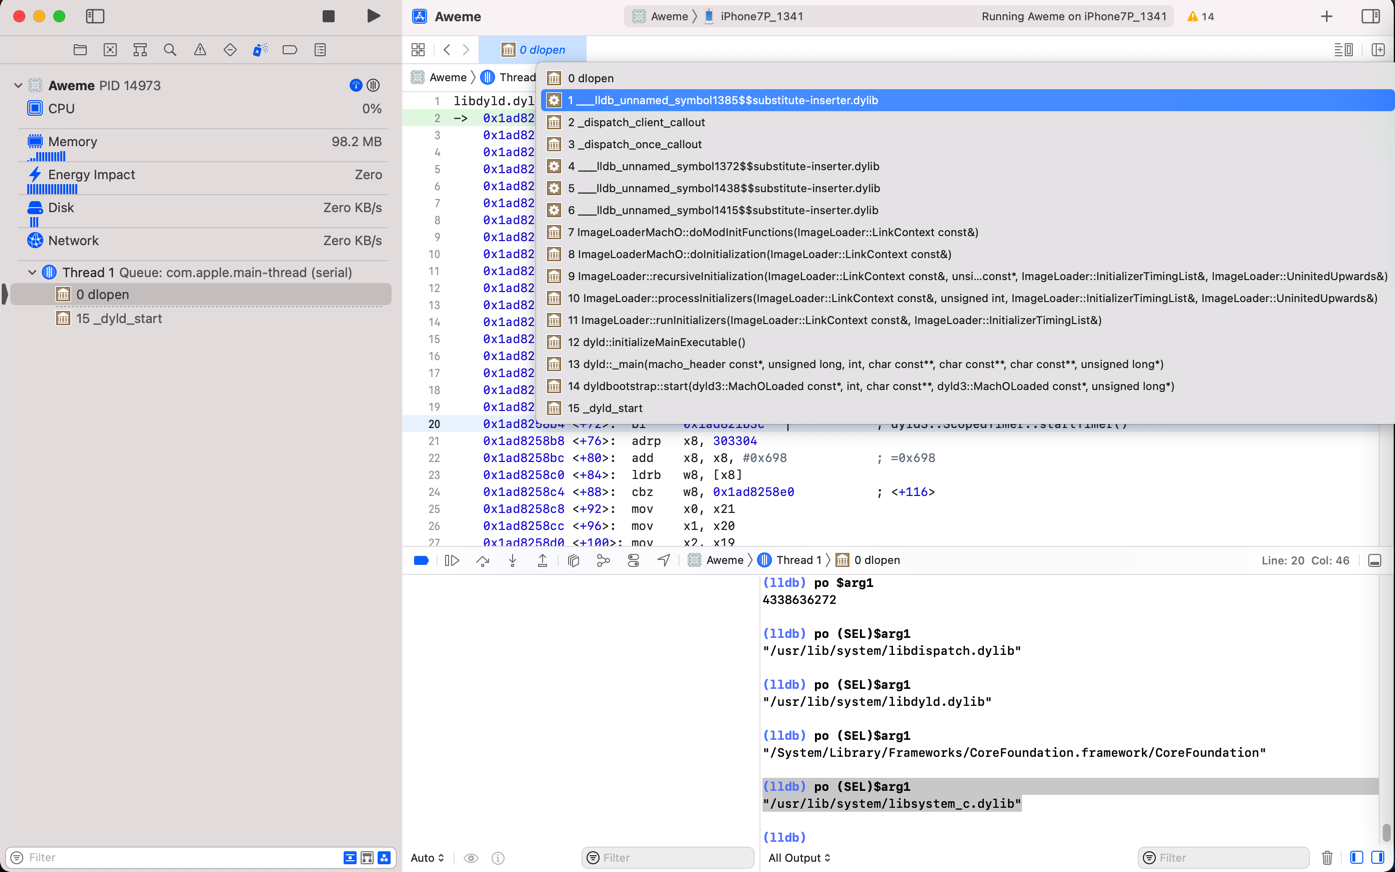 Aweme
Aweme 〉 iPhone7P_1341
Running Aweme on iPhone7P_1341
14
0 dlopen
Aweme PID 14973
CPU
0%
Memory
98.2 MB
Energy Impact
Zero
Disk
Zero KB/s
Network
Zero KB/s
Thread 1 Queue: com.apple.main-thread (serial)
0 dlopen
15 _dyld_start
Filter
Aweme 〉 Thread
0 dlopen
1 ___lldb_unnamed_symbol1385$$substitute-inserter.dylib
2 _dispatch_client_callout
3 _dispatch_once_callout
4 ___lldb_unnamed_symbol1372$$substitute-inserter.dylib
5 ___lldb_unnamed_symbol1438$$substitute-inserter.dylib
6 ___lldb_unnamed_symbol1415$$substitute-inserter.dylib
7 ImageLoaderMachO::doModInitFunctions(ImageLoader::LinkContext const&)
8 ImageLoaderMachO::doInitialization(ImageLoader::LinkContext const&)
9 ImageLoader::recursiveInitialization(ImageLoader::LinkContext const&, unsi...const*, ImageLoader::InitializerTimingList&, ImageLoader::UninitedUpwards&)
10 ImageLoader::processInitializers(ImageLoader::LinkContext const&, unsigned int, ImageLoader::InitializerTimingList&, ImageLoader::UninitedUpwards&)
11 ImageLoader::runInitializers(ImageLoader::LinkContext const&, ImageLoader::InitializerTimingList&)
12 dyld::initializeMainExecutable()
13 dyld::_main(macho_header const*, unsigned long, int, char const**, char const**, char const**, unsigned long*)
14 dyldbootstrap::start(dyld3::MachOLoaded const*, int, char const**, dyld3::MachOLoaded const*, unsigned long*)
15 _dyld_start
1 libdyld.dyl
2 -> 0x1ad82
3 0x1ad82
4 0x1ad82
5 0x1ad82
6 0x1ad82
7 0x1ad82
8 0x1ad82
9 0x1ad82
10 0x1ad82
11 0x1ad82
12 0x1ad82
13 0x1ad82
14 0x1ad82
15 0x1ad82
16 0x1ad82
17 0x1ad82
18 0x1ad82
19 0x1ad82
20 0x1ad8258b4 <+72>: bl 0x1ad821b3c ; dyld3::ScopedTimer::startTimer()
21 0x1ad8258b8 <+76>: adrp x8, 303304
22 0x1ad8258bc <+80>: add x8, x8, #0x698 ; =0x698
23 0x1ad8258c0 <+84>: ldrb w8, [x8]
24 0x1ad8258c4 <+88>: cbz w8, 0x1ad8258e0 ; <+116>
25 0x1ad8258c8 <+92>: mov x0, x21
26 0x1ad8258cc <+96>: mov x1, x20
27 0x1ad8258d0 <+100>: mov x2, x19
Aweme 〉 Thread 1 〉 0 dlopen
Line: 20 Col: 46
(lldb) po $arg1
4338636272
(lldb) po (SEL)$arg1
"/usr/lib/system/libdispatch.dylib"
(lldb) po (SEL)$arg1
"/usr/lib/system/libdyld.dylib"
(lldb) po (SEL)$arg1
"/System/Library/Frameworks/CoreFoundation.framework/CoreFoundation"
(lldb) po (SEL)$arg1
"/usr/lib/system/libsystem_c.dylib"
(lldb)
Auto
Filter
All Output
Filter